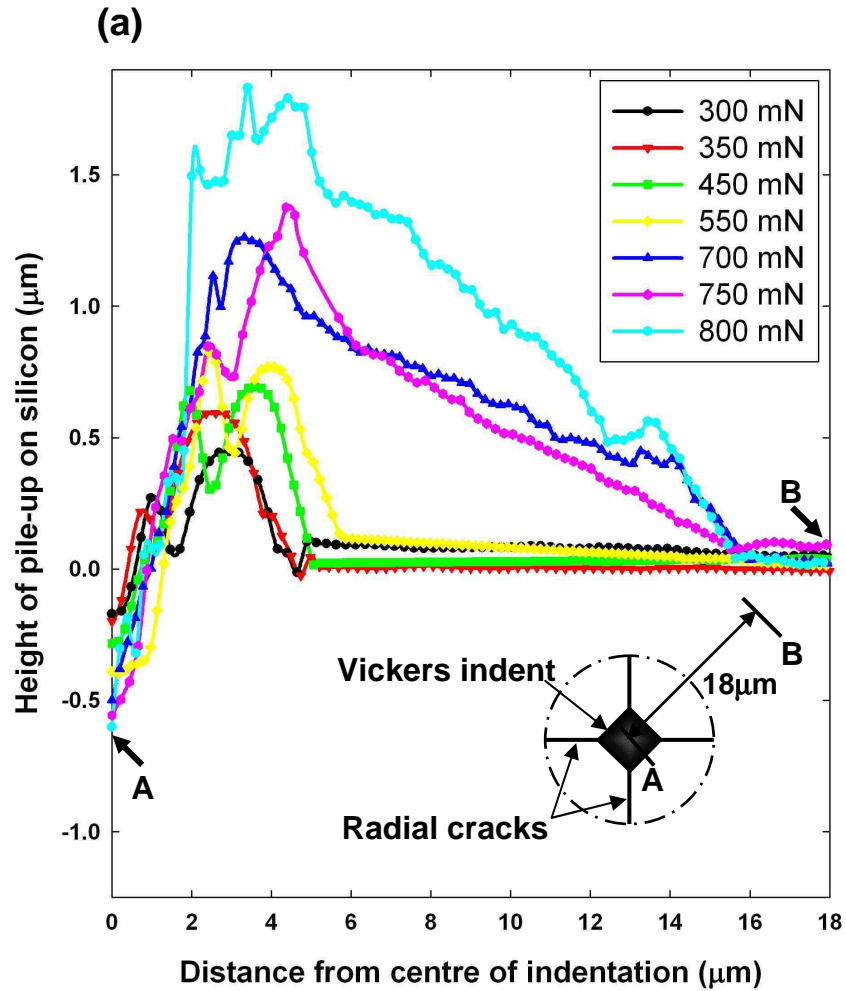 (a)
Height of pile-up on silicon (μm)
1.5
1.0
0.5
0.0
-0.5
-1.0
300 mN
350 mN
450 mN
550 mN
700 mN
750 mN
800 mN
B
A
Vickers indent
18μm
B
A
Radial cracks
0 2 4 6 8 10 12 14 16 18
Distance from centre of indentation (μm)